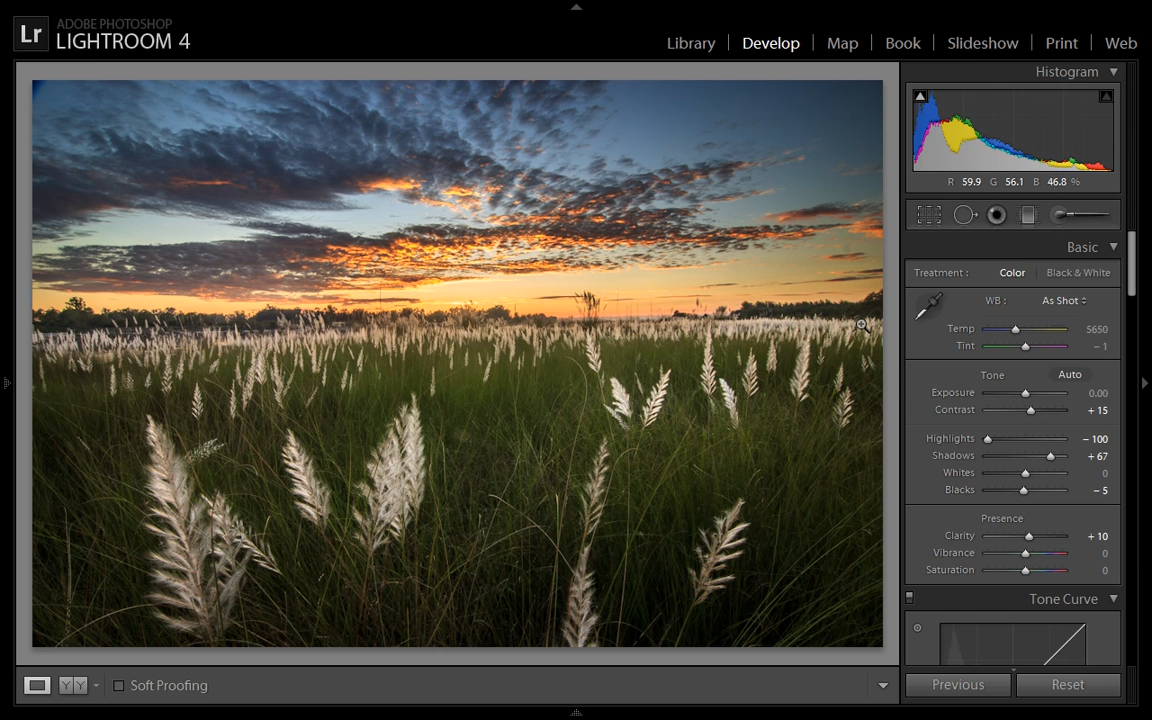 Lr
ADOBE PHOTOSHOP
LIGHTROOM 4
Library | Develop | Map | Book | Slideshow | Print | Web
Histogram
R 59.9 G 56.1 B 46.8 %
Basic
Treatment : Color Black & White
WB : As Shot
Temp 5650
Tint − 1
Tone Auto
Exposure 0.00
Contrast + 15
Highlights − 100
Shadows + 67
Whites 0
Blacks − 5
Presence
Clarity + 10
Vibrance 0
Saturation 0
Tone Curve
YY Soft Proofing
Previous Reset